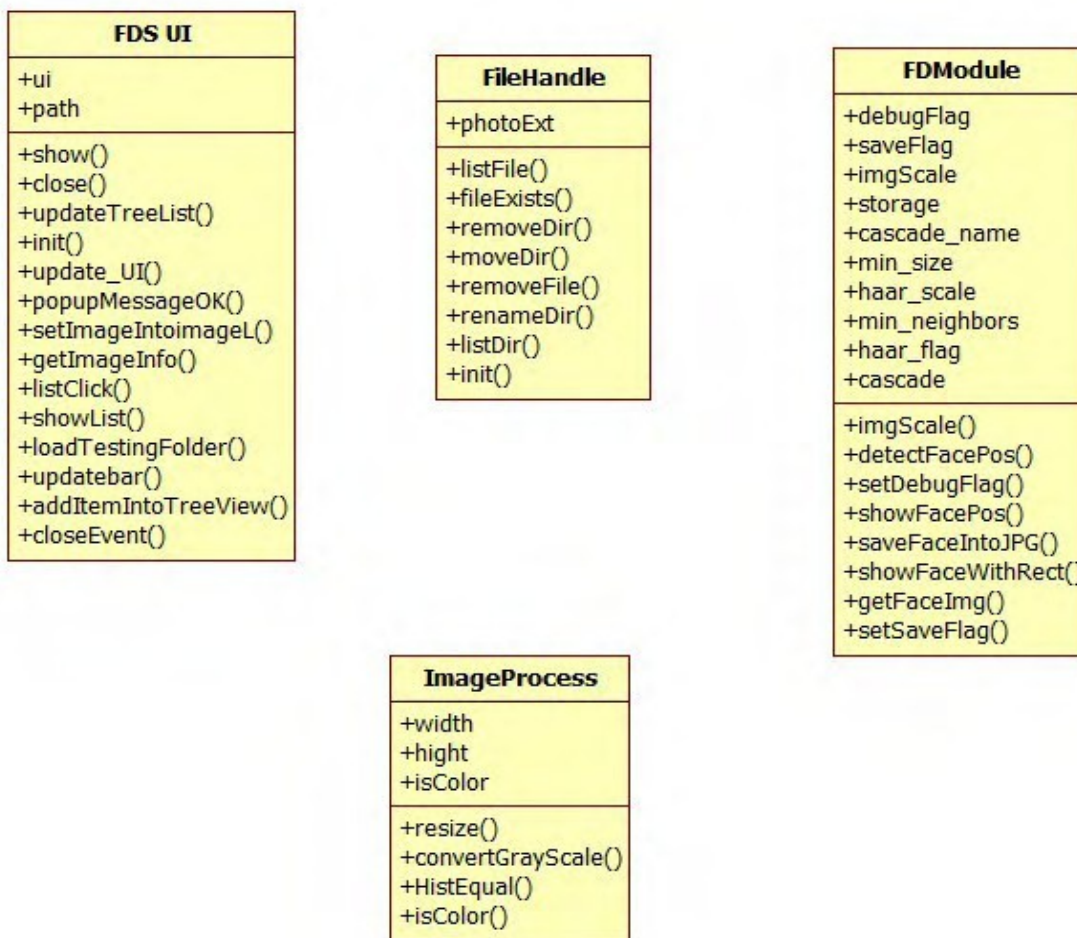 FDS UI
+ui
+path
+show()
+close()
+updateTreeList()
+init()
+update_UI()
+popupMessageOK()
+setImageIntoimageL()
+getImageInfo()
+listClick()
+showList()
+loadTestingFolder()
+updatebar()
+addItemIntoTreeView()
+closeEvent()
FileHandle
+photoExt
+listFile()
+fileExists()
+removeDir()
+moveDir()
+removeFile()
+renameDir()
+listDir()
+init()
FDModule
+debugFlag
+saveFlag
+imgScale
+storage
+cascade_name
+min_size
+haar_scale
+min_neighbors
+haar_flag
+cascade
+imgScale()
+detectFacePos()
+setDebugFlag()
+showFacePos()
+saveFaceIntoJPG()
+showFaceWithRect()
+getFaceImg()
+setSaveFlag()
ImageProcess
+width
+hight
+isColor
+resize()
+convertGrayScale()
+HistEqual()
+isColor()